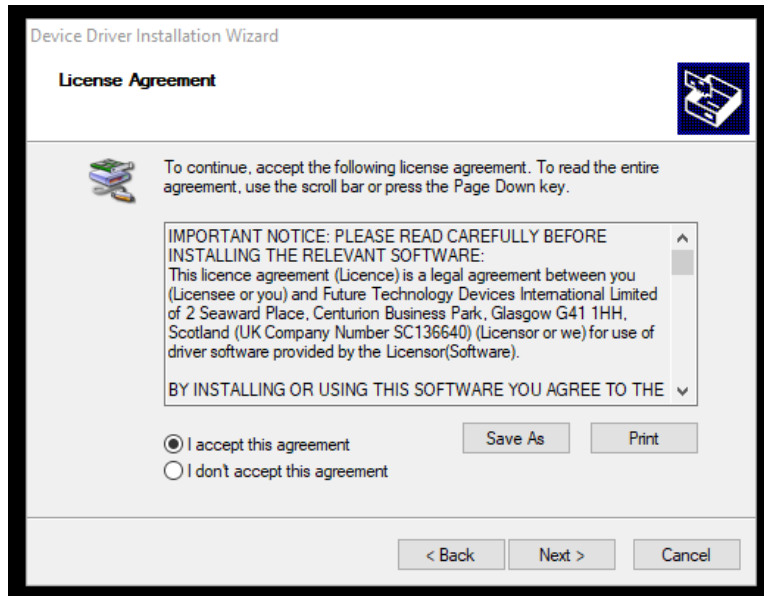 Device Driver Installation Wizard
License Agreement
To continue, accept the following license agreement. To read the entire
agreement, use the scroll bar or press the Page Down key.
IMPORTANT NOTICE: PLEASE READ CAREFULLY BEFORE
INSTALLING THE RELEVANT SOFTWARE:
This licence agreement (Licence) is a legal agreement between you
(Licensee or you) and Future Technology Devices International Limited
of 2 Seaward Place, Centurion Business Park, Glasgow G41 1HH,
Scotland (UK Company Number SC136640) (Licensor or we) for use of
driver software provided by the Licensor(Software).
BY INSTALLING OR USING THIS SOFTWARE YOU AGREE TO THE
I accept this agreement
Save As
Print
I don't accept this agreement
< Back
Next >
Cancel